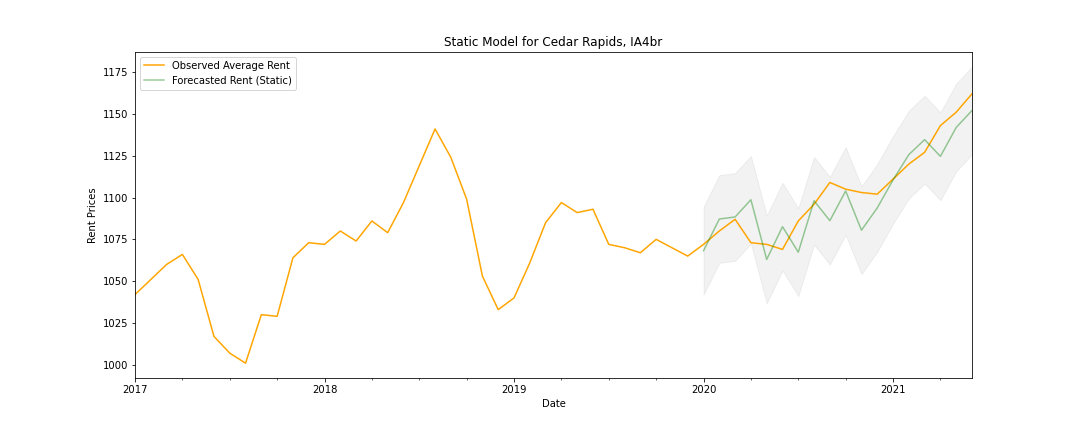 Static Model for Cedar Rapids, IA4br
Observed Average Rent
Forecasted Rent (Static)
1175
1150
1125
1100
1075
1050
1025
1000
Rent Prices
2017
2018
2019
2020
2021
Date